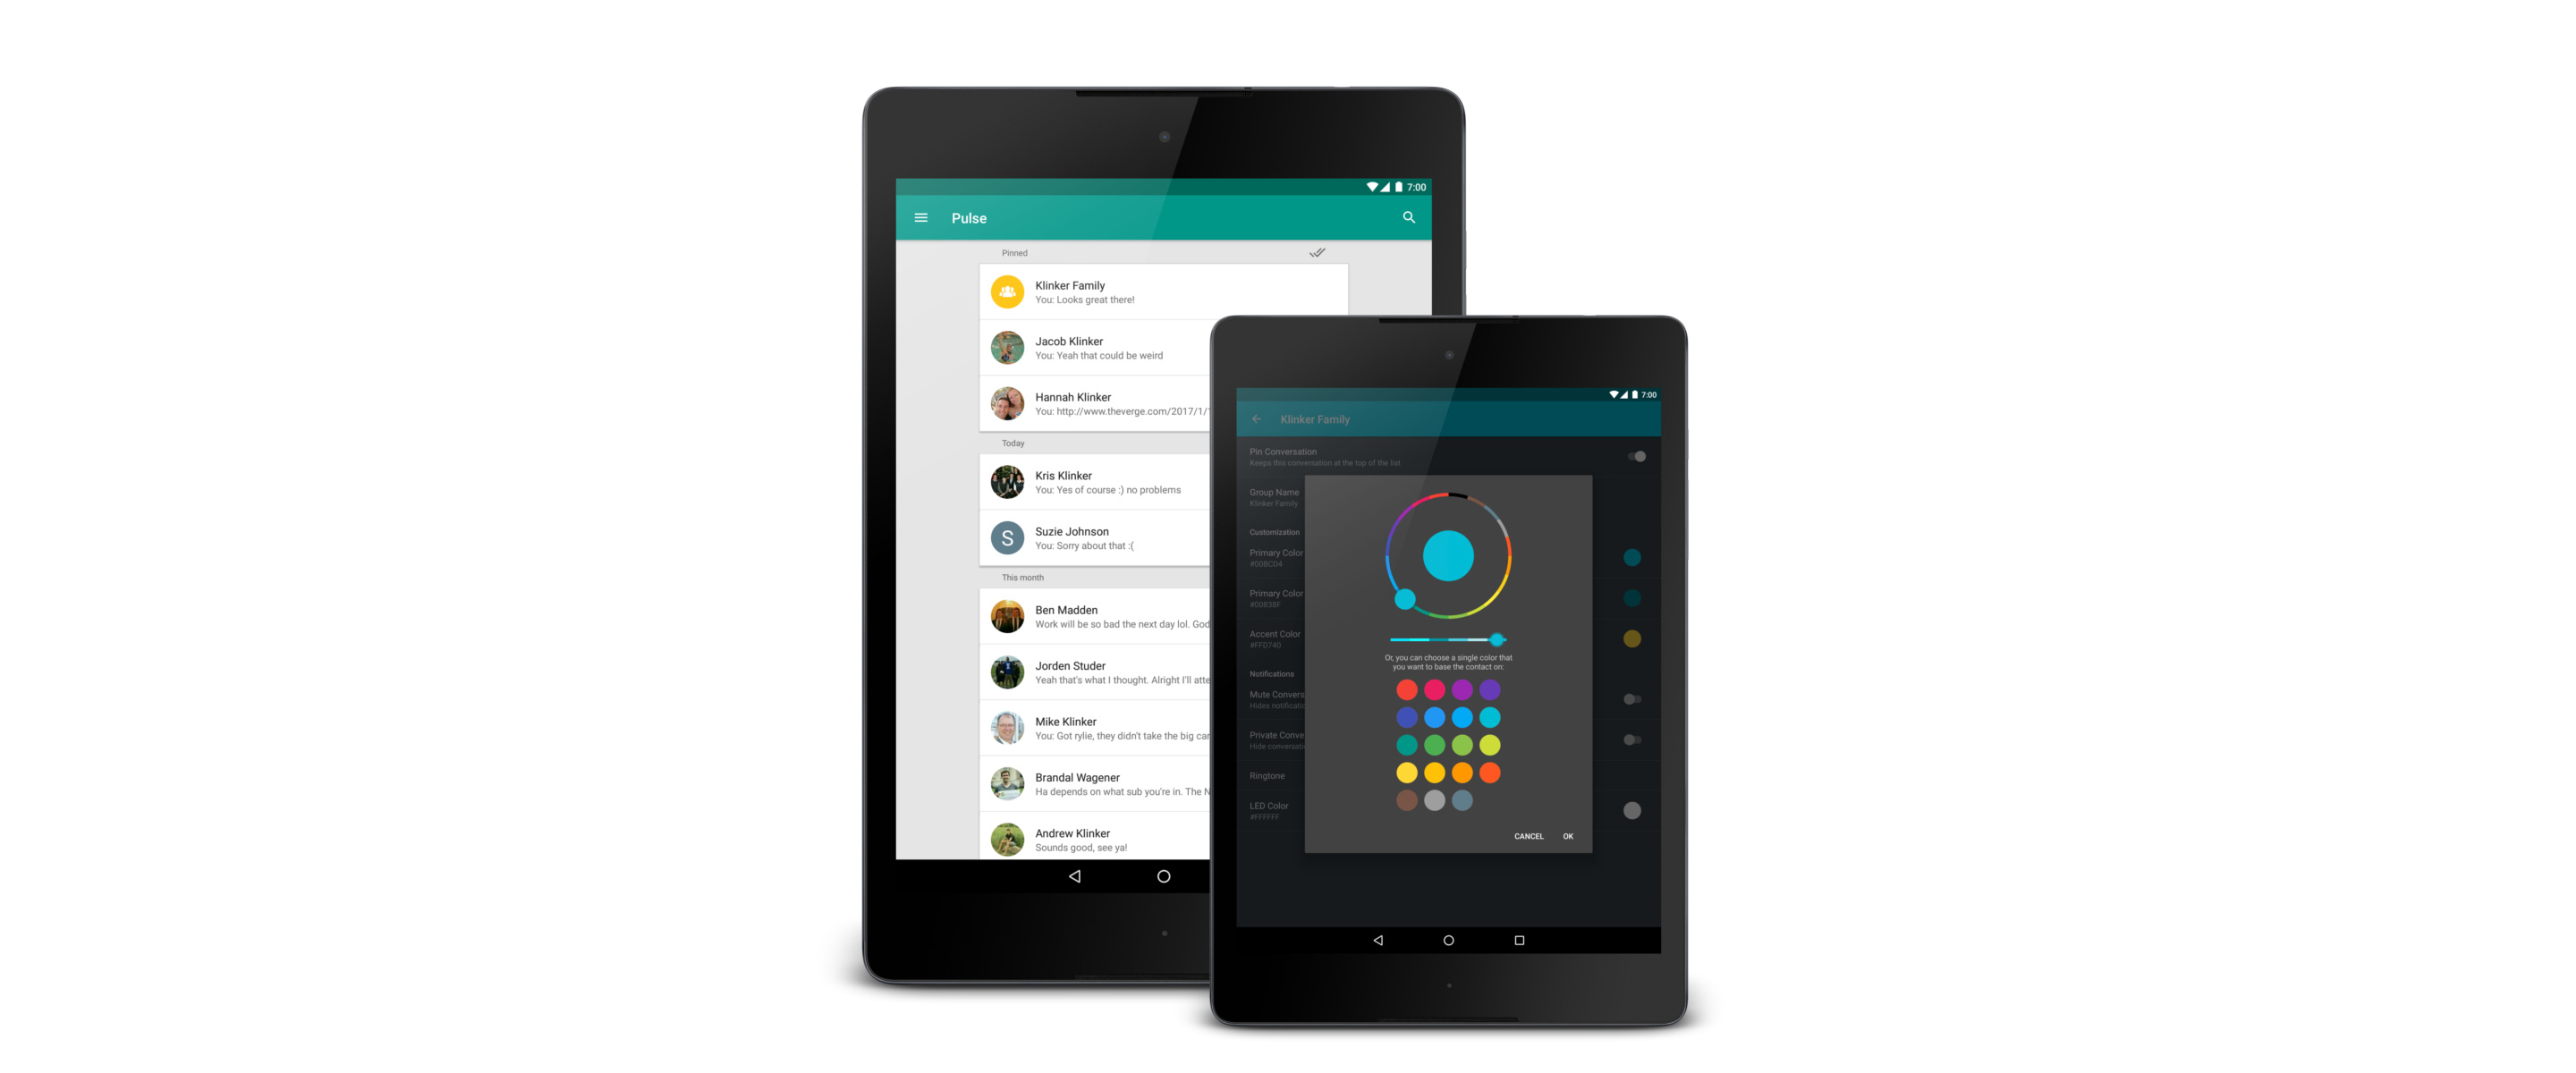 7:00
Pulse
Pinned
Klinker Family
You: Looks great there!
Jacob Klinker
You: Yeah that could be weird
Hannah Klinker
You: http://www.theverge.com/2017/1/
Today
Kris Klinker
You: Yes of course :) no problems
S
Suzie Johnson
You: Sorry about that :(
This month
Ben Madden
Work will be so bad the next day lol. God
Jorden Studer
Yeah that's what I thought. Alright I'll atte
Mike Klinker
You: Got rylie, they didn't take the big car
Brandal Wagener
Ha depends on what sub you're in. The N
Andrew Klinker
Sounds good, see ya!
7:00
Klinker Family
Pin Conversation
Keeps this conversation at the top of the list
Group Name
Klinker Family
Customization
Primary Color
#00BCD4
Primary Color
#00838F
Accent Color
#FFD740
Notifications
Mute Convers
Hides notificatio
Private Conve
Hide conversati
Ringtone
LED Color
#FFFFFF
Or, you can choose a single color that
you want to base the contact on:
CANCEL OK